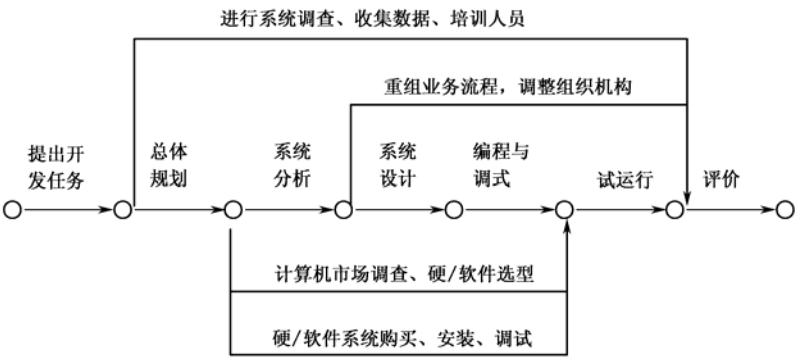 进行系统调查、收集数据、培训人员
重组业务流程，调整组织机构
提出开
发任务
总体
规划
系统
分析
系统
设计
编程与
调式
试运行
评价
计算机市场调查、硬/软件选型
硬/软件系统购买、安装、调试